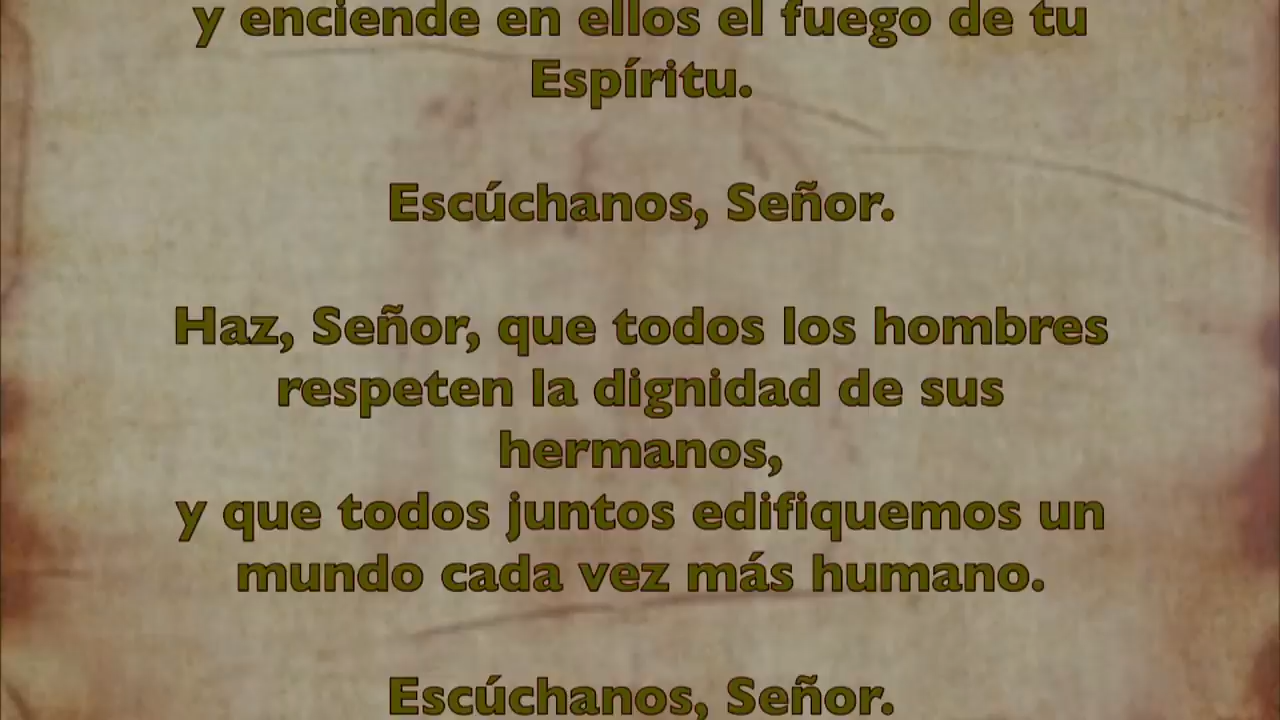 y enciende en ellos el fuego de tu
Espíritu.
Escúchanos, Señor.
Haz, Señor, que todos los hombres
respeten la dignidad de sus
hermanos,
y que todos juntos edifiquemos un
mundo cada vez más humano.
Escúchanos, Señor.